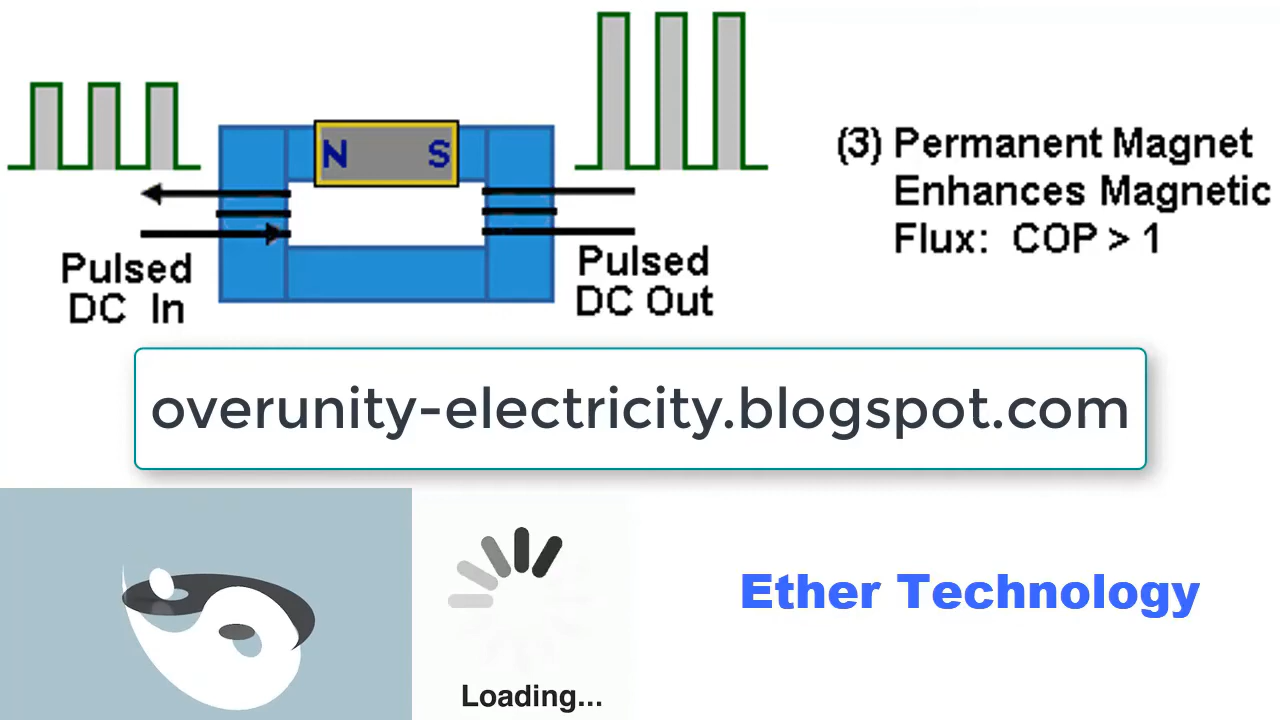 N S
(3) Permanent Magnet
Enhances Magnetic
Flux: COP > 1
Pulsed
DC In
Pulsed
DC Out
overunity-electricity.blogspot.com
Loading...
Ether Technology